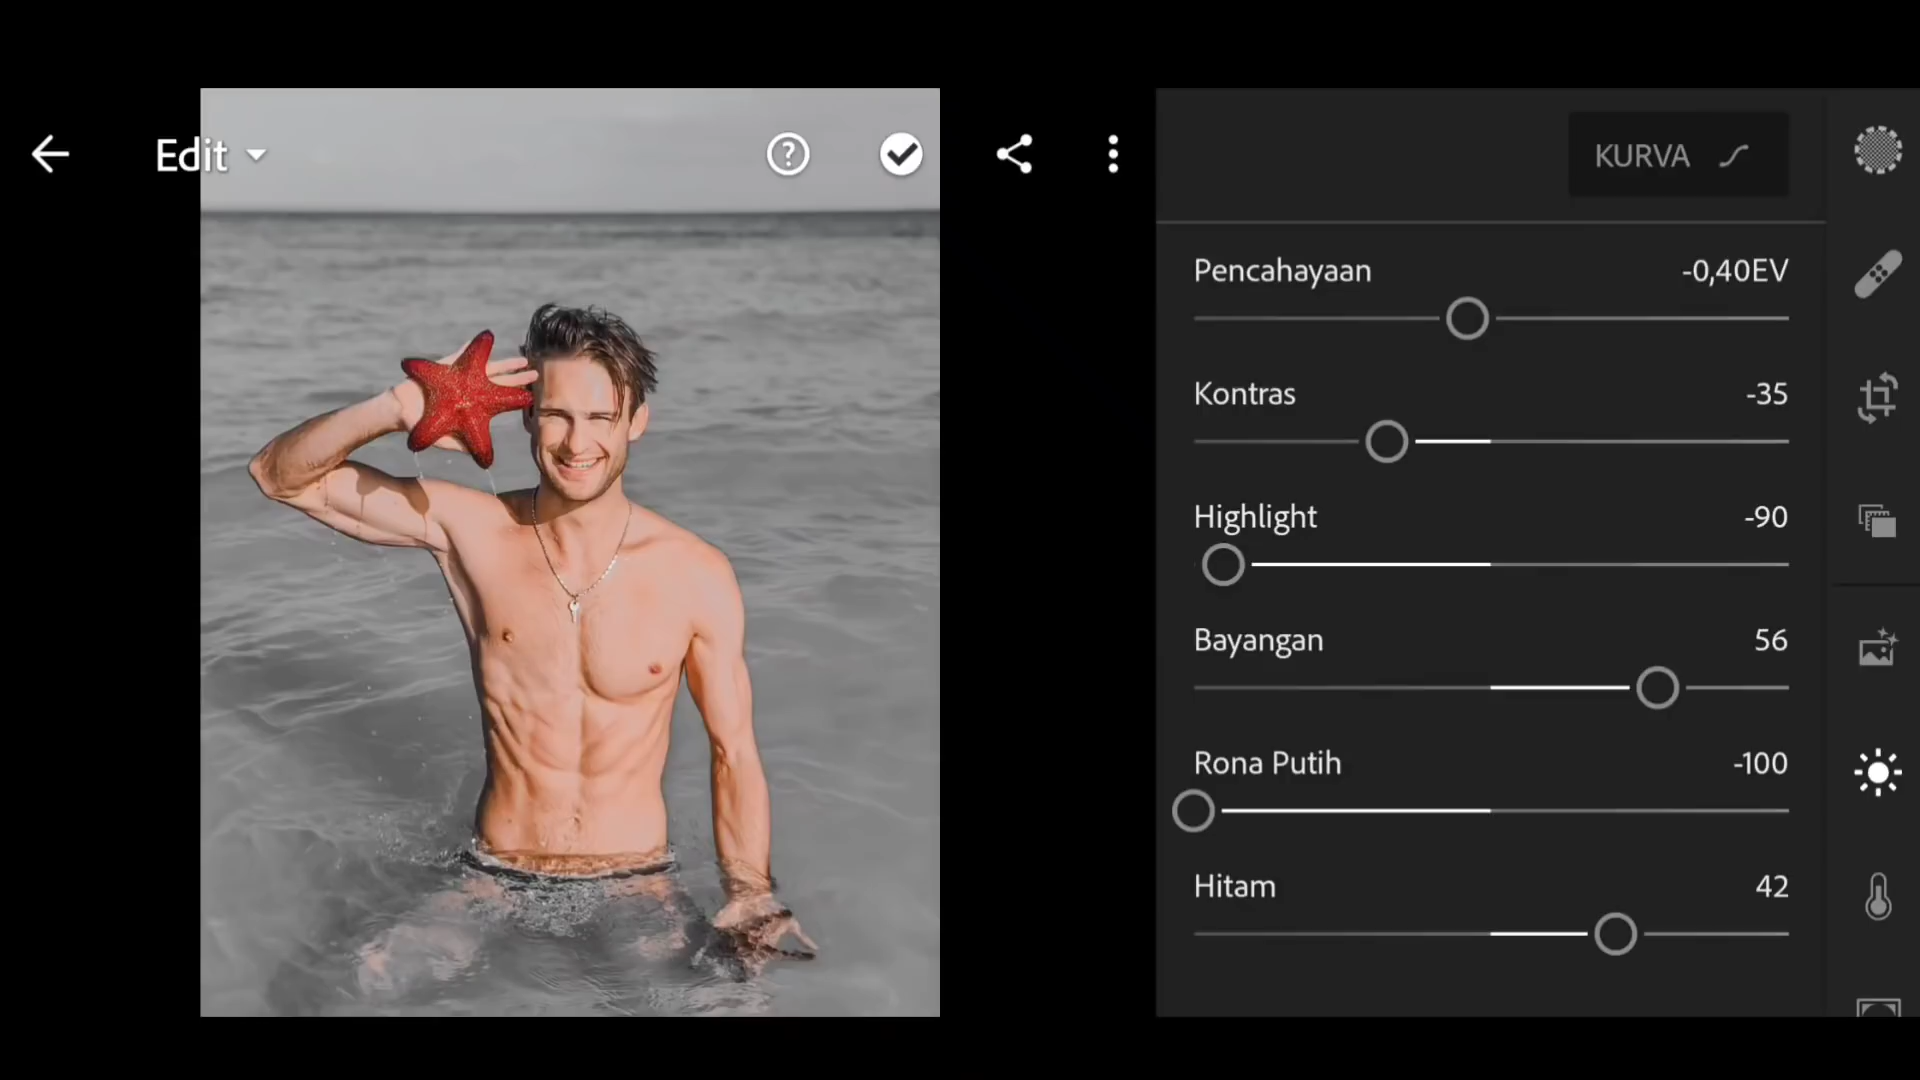 Edit
KURVA
Pencahayaan -0,40EV
Kontras -35
Highlight -90
Bayangan 56
Rona Putih -100
Hitam 42